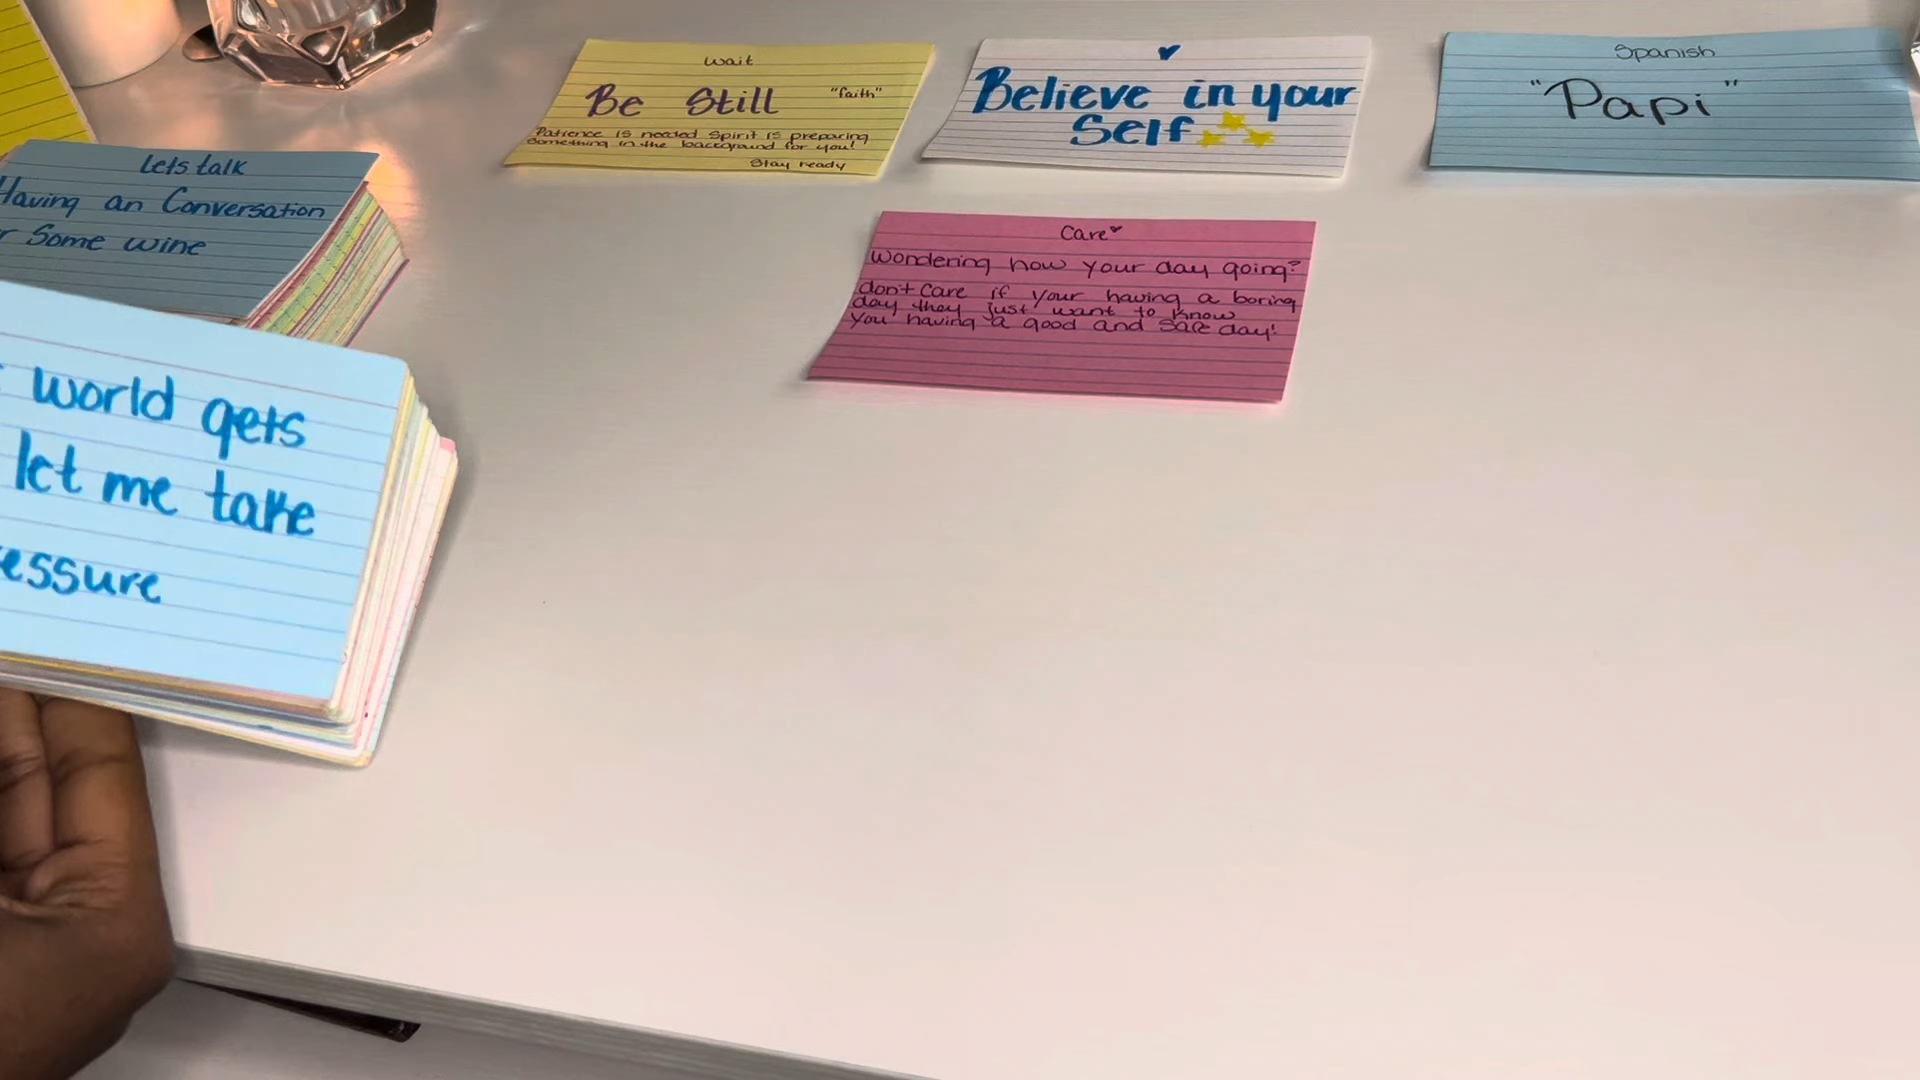 Wait
Be Still "faith"
Patience is needed Spirit is preparing
Something in the background for you!
Stay ready
Believe in your
Self
Spanish
"Papi"
Lets talk
Having an Conversation
Some wine
Care
Wondering how your day going?
don't care if your having a boring
day they just want to know
you having a good and safe day!
world gets
let me take
essure